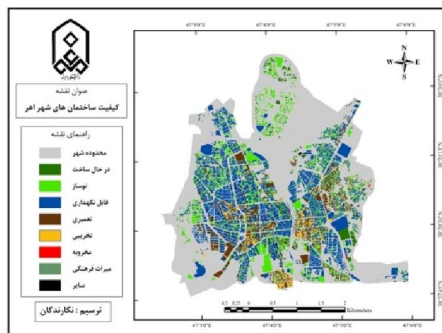 عنوان نقشه
کیفیت ساختمان های شهر اهر
راهنمای نقشه
محدوده شهر
در حال ساخت
نوساز
قابل نگهداری
تعمیری
تخریبی
مخروبه
میراث فرهنگی
سایر
ترسیم : نگارندگان
N
W E
S
Kilometers